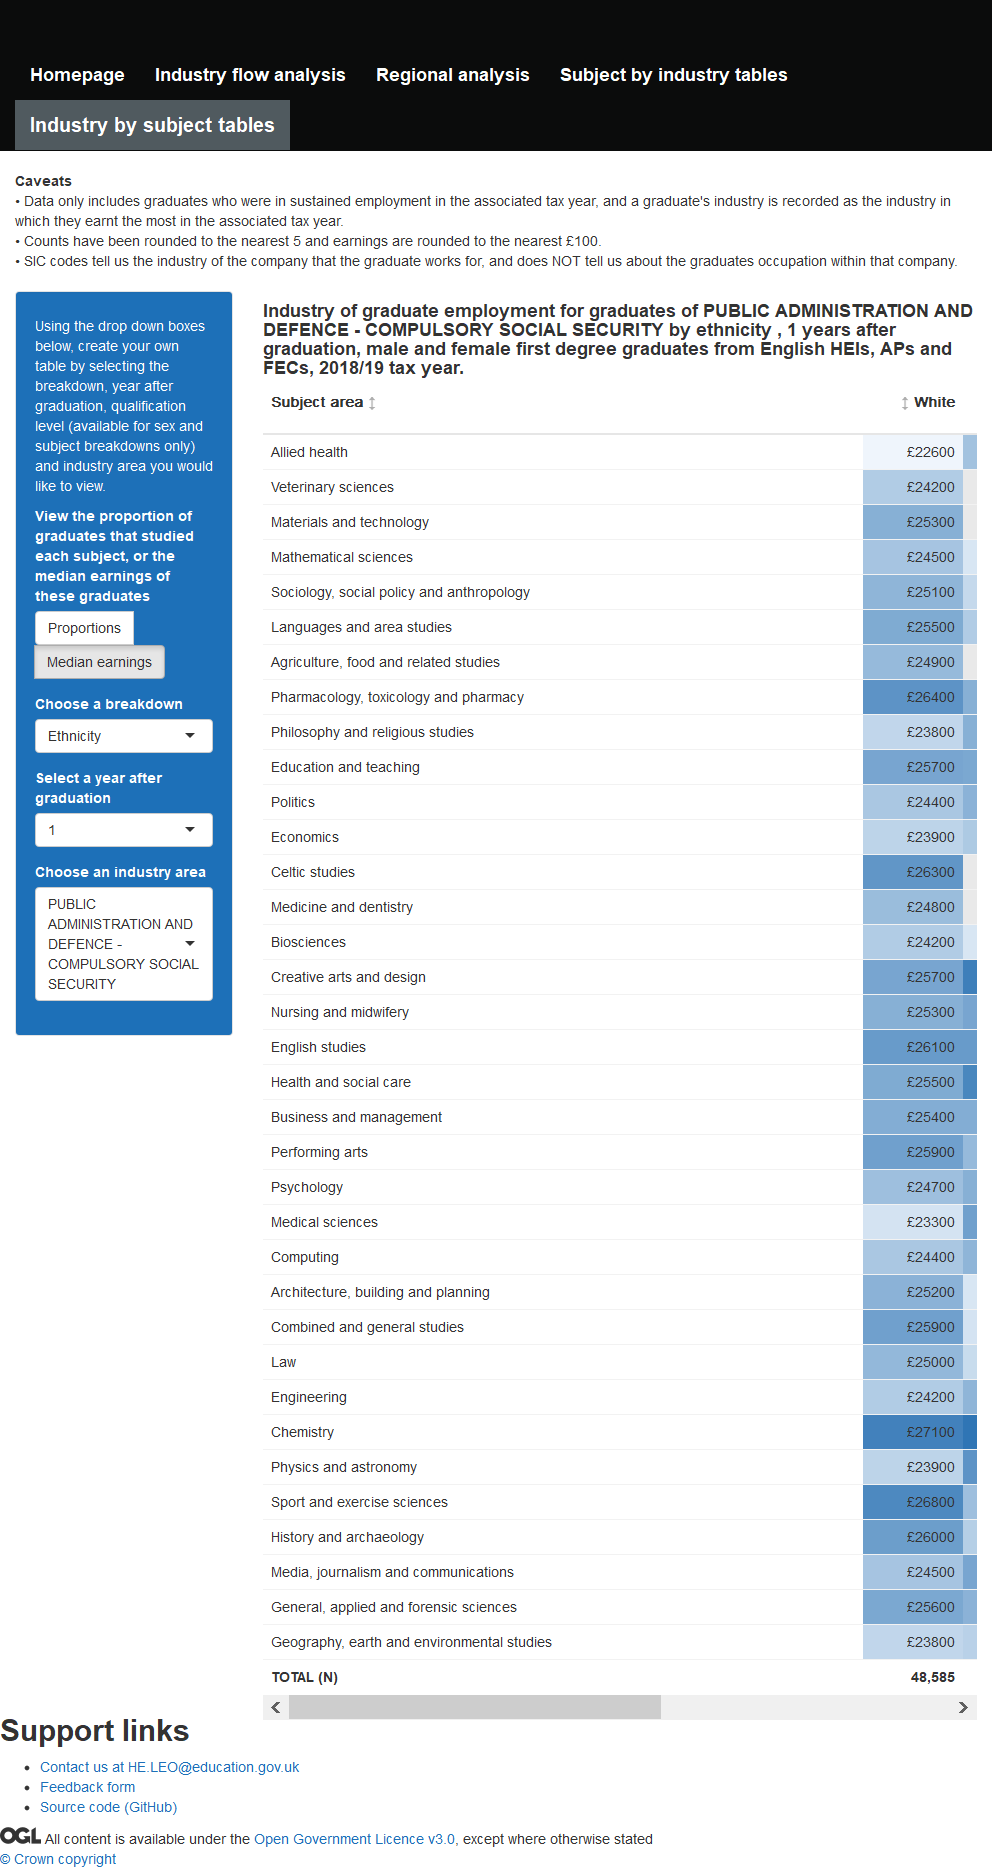 Homepage Industry flow analysis Regional analysis Subject by industry tables
Industry by subject tables
Caveats
• Data only includes graduates who were in sustained employment in the associated tax year, and a graduate's industry is recorded as the industry in
which they earnt the most in the associated tax year.
• Counts have been rounded to the nearest 5 and earnings are rounded to the nearest £100.
• SIC codes tell us the industry of the company that the graduate works for, and does NOT tell us about the graduates occupation within that company.
Using the drop down boxes
below, create your own
table by selecting the
breakdown, year after
graduation, qualification
level (available for sex and
subject breakdowns only)
and industry area you would
like to view.
View the proportion of
graduates that studied
each subject, or the
median earnings of
these graduates
Proportions
Median earnings
Choose a breakdown
Ethnicity
Select a year after
graduation
1
Choose an industry area
PUBLIC
ADMINISTRATION AND
DEFENCE -
COMPULSORY SOCIAL
SECURITY
Industry of graduate employment for graduates of PUBLIC ADMINISTRATION AND
DEFENCE - COMPULSORY SOCIAL SECURITY by ethnicity , 1 years after
graduation, male and female first degree graduates from English HEIs, APs and
FECs, 2018/19 tax year.
Subject area White
Allied health £22600
Veterinary sciences £24200
Materials and technology £25300
Mathematical sciences £24500
Sociology, social policy and anthropology £25100
Languages and area studies £25500
Agriculture, food and related studies £24900
Pharmacology, toxicology and pharmacy £26400
Philosophy and religious studies £23800
Education and teaching £25700
Politics £24400
Economics £23900
Celtic studies £26300
Medicine and dentistry £24800
Biosciences £24200
Creative arts and design £25700
Nursing and midwifery £25300
English studies £26100
Health and social care £25500
Business and management £25400
Performing arts £25900
Psychology £24700
Medical sciences £23300
Computing £24400
Architecture, building and planning £25200
Combined and general studies £25900
Law £25000
Engineering £24200
Chemistry £27100
Physics and astronomy £23900
Sport and exercise sciences £26800
History and archaeology £26000
Media, journalism and communications £24500
General, applied and forensic sciences £25600
Geography, earth and environmental studies £23800
TOTAL (N) 48,585
Support links
• Contact us at HE.LEO@education.gov.uk
• Feedback form
• Source code (GitHub)
OGL All content is available under the Open Government Licence v3.0, except where otherwise stated
© Crown copyright